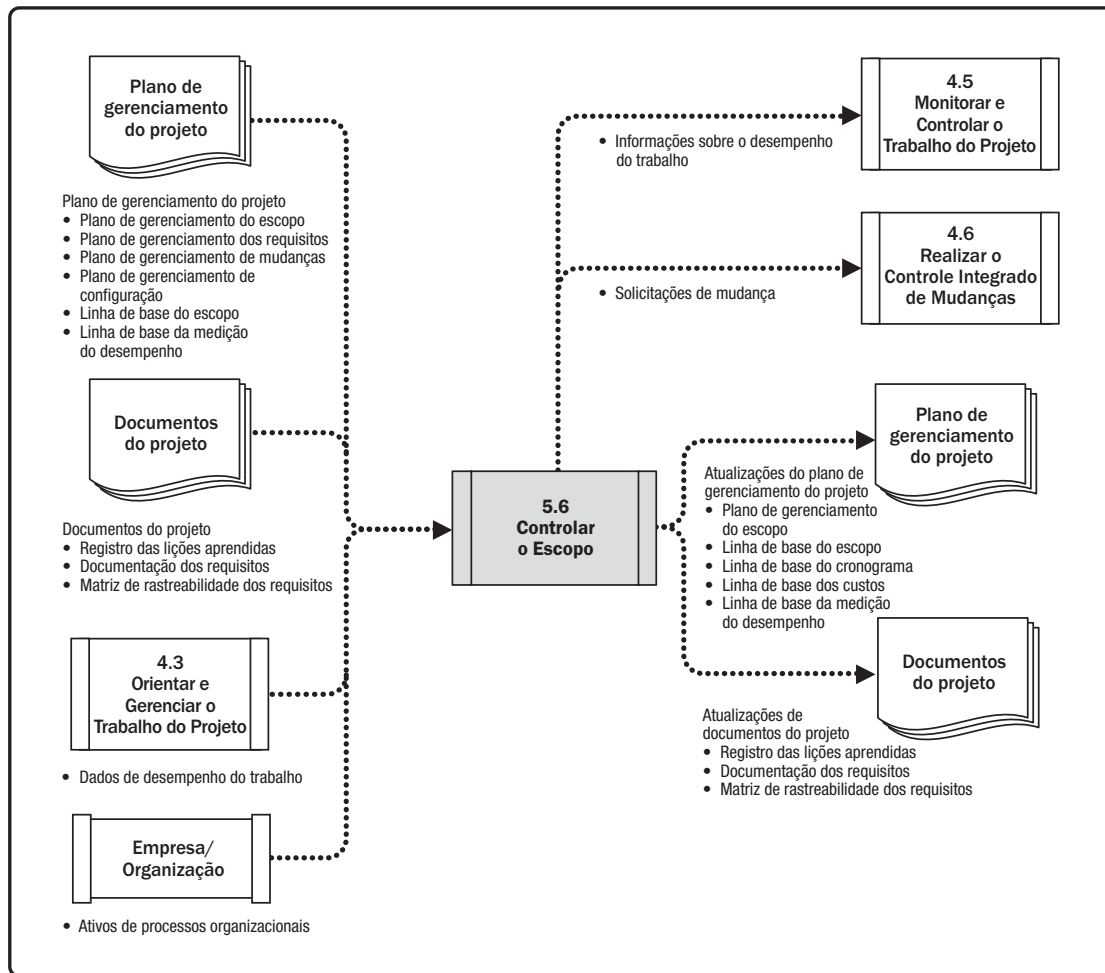 Plano de
gerenciamento
do projeto
Plano de gerenciamento do projeto
• Plano de gerenciamento do escopo
• Plano de gerenciamento dos requisitos
• Plano de gerenciamento de mudanças
• Plano de gerenciamento de
configuração
• Linha de base do escopo
• Linha de base da medição
do desempenho
Documentos
do projeto
Documentos do projeto
• Registro das lições aprendidas
• Documentação dos requisitos
• Matriz de rastreabilidade dos requisitos
4.3
Orientar e
Gerenciar o
Trabalho do Projeto
• Dados de desempenho do trabalho
Empresa/
Organização
• Ativos de processos organizacionais
5.6
Controlar
o Escopo
• Informações sobre o desempenho
do trabalho
4.5
Monitorar e
Controlar o
Trabalho do Projeto
• Solicitações de mudança
4.6
Realizar o
Controle Integrado
de Mudanças
Plano de
gerenciamento
do projeto
Atualizações do plano de
gerenciamento do projeto
• Plano de gerenciamento
do escopo
• Linha de base do escopo
• Linha de base do cronograma
• Linha de base dos custos
• Linha de base da medição
do desempenho
Documentos
do projeto
Atualizações de
documentos do projeto
• Registro das lições aprendidas
• Documentação dos requisitos
• Matriz de rastreabilidade dos requisitos